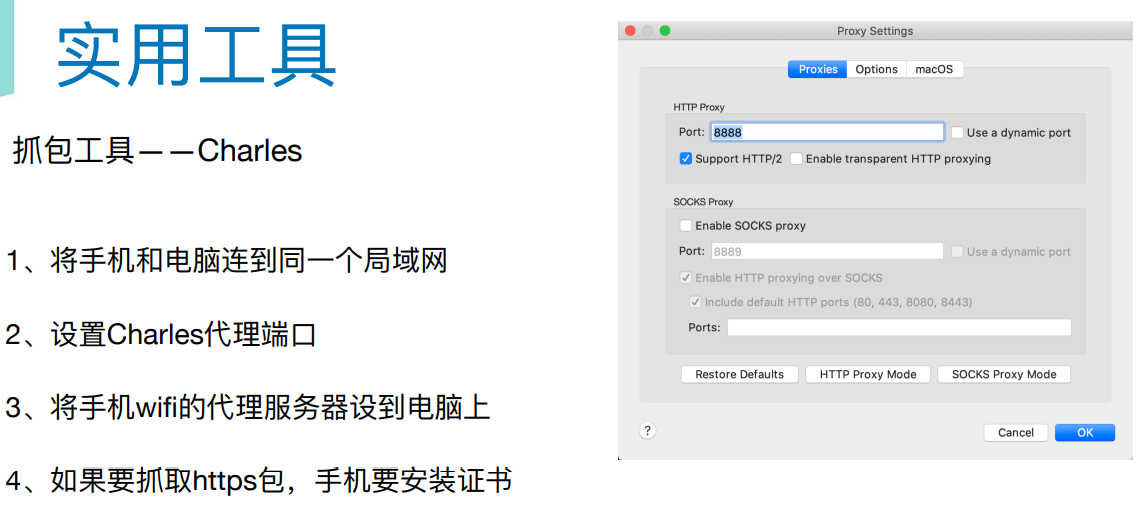 实用工具
抓包工具——Charles
1、将手机和电脑连到同一个局域网
2、设置Charles代理端口
3、将手机wifi的代理服务器设到电脑上
4、如果要抓取https包，手机要安装证书
Proxy Settings
Proxies Options macOS
HTTP Proxy
Port: 8888 Use a dynamic port
Support HTTP/2 Enable transparent HTTP proxying
SOCKS Proxy
Enable SOCKS proxy
Port: 8889 Use a dynamic port
Enable HTTP proxying over SOCKS
Include default HTTP ports (80, 443, 8080, 8443)
Ports:
Restore Defaults HTTP Proxy Mode SOCKS Proxy Mode
? Cancel OK